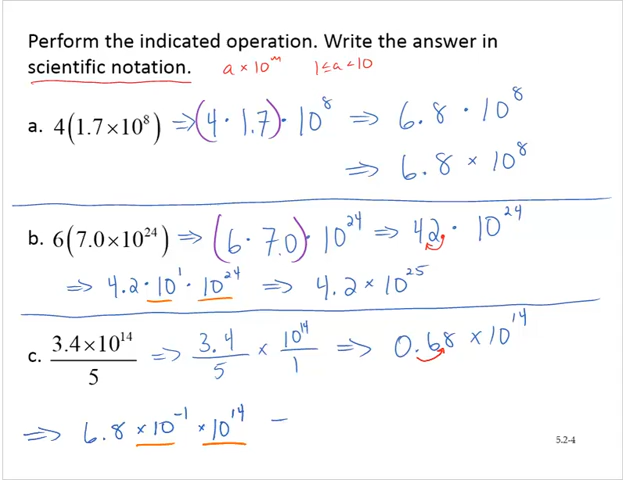 Perform the indicated operation. Write the answer in
scientific notation. a × 10^m 1 ≤ a < 10
a. 4(1.7×10^8) ⇒ (4 · 1.7) · 10^8 ⇒ 6.8 · 10^8
⇒ 6.8 × 10^8
b. 6(7.0×10^24) ⇒ (6 · 7.0) · 10^24 ⇒ 42. · 10^24
⇒ 4.2 · 10^1 · 10^24 ⇒ 4.2 × 10^25
c. 3.4×10^14/5 ⇒ 3.4/5 × 10^14/1 ⇒ 0.68 × 10^14
⇒ 6.8 × 10^-1 × 10^14 =
5.2-4